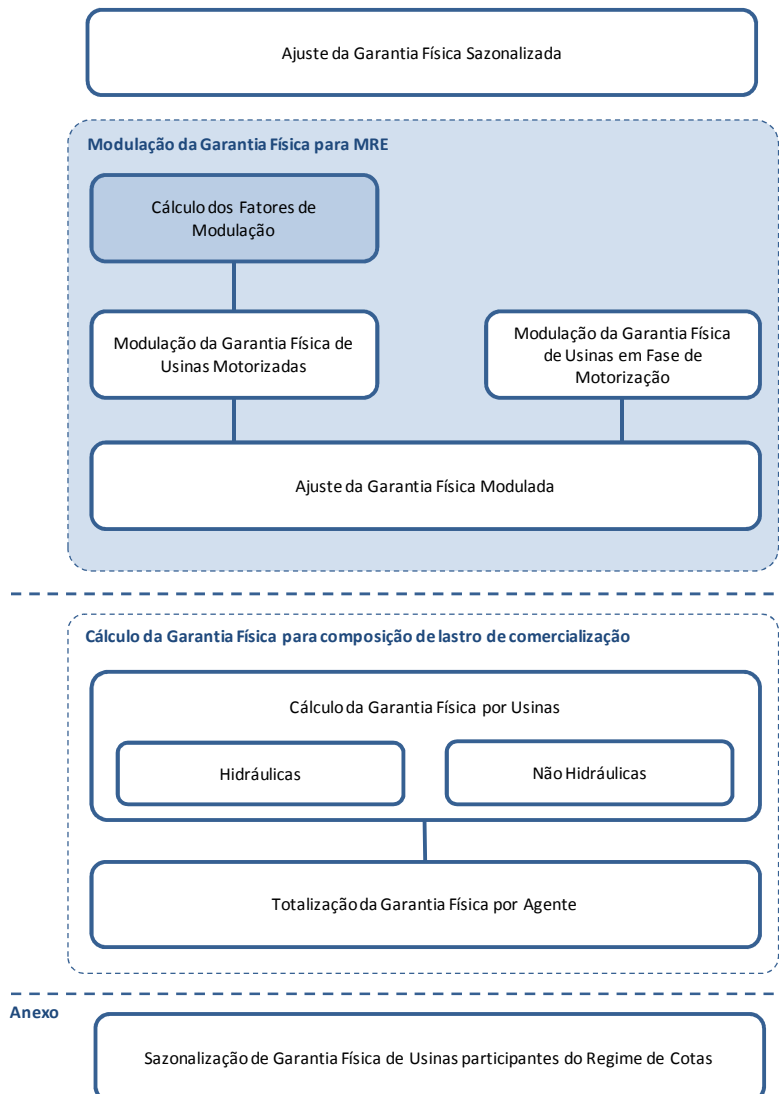 Ajuste da Garantia Física Sazonalizada
Modulação da Garantia Física para MRE
Cálculo dos Fatores de
Modulação
Modulação da Garantia Física de
Usinas Motorizadas
Modulação da Garantia Física
de Usinas em Fase de
Motorização
Ajuste da Garantia Física Modulada
Cálculo da Garantia Física para composição de lastro de comercialização
Cálculo da Garantia Física por Usinas
Hidráulicas
Não Hidráulicas
Totalização da Garantia Física por Agente
Anexo
Sazonalização de Garantia Física de Usinas participantes do Regime de Cotas